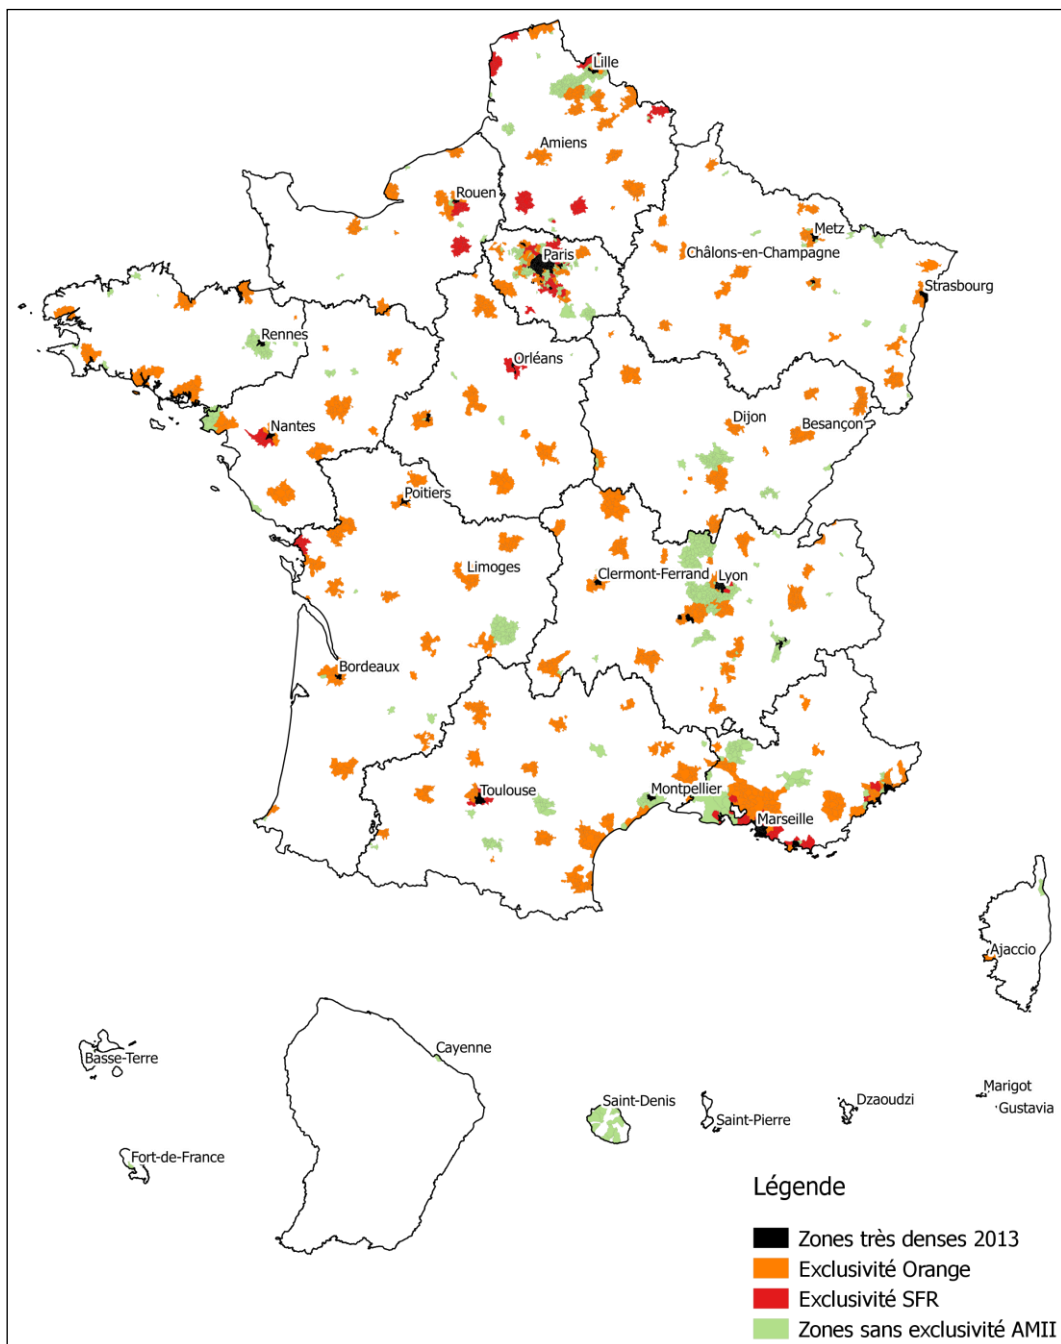 Lille
Amiens
Rouen
Metz
Châlons-en-Champagne
Paris
Strasbourg
Rennes
Orléans
Dijon
Besançon
Nantes
Poitiers
Limoges
Clermont-Ferrand
Lyon
Bordeaux
Toulouse
Montpellier
Marseille
Ajaccio
Basse-Terre
Cayenne
Saint-Denis
Saint-Pierre
Dzaoudzi
Marigot
Gustavia
Fort-de-France
Légende
Zones très denses 2013
Exclusivité Orange
Exclusivité SFR
Zones sans exclusivité AMII